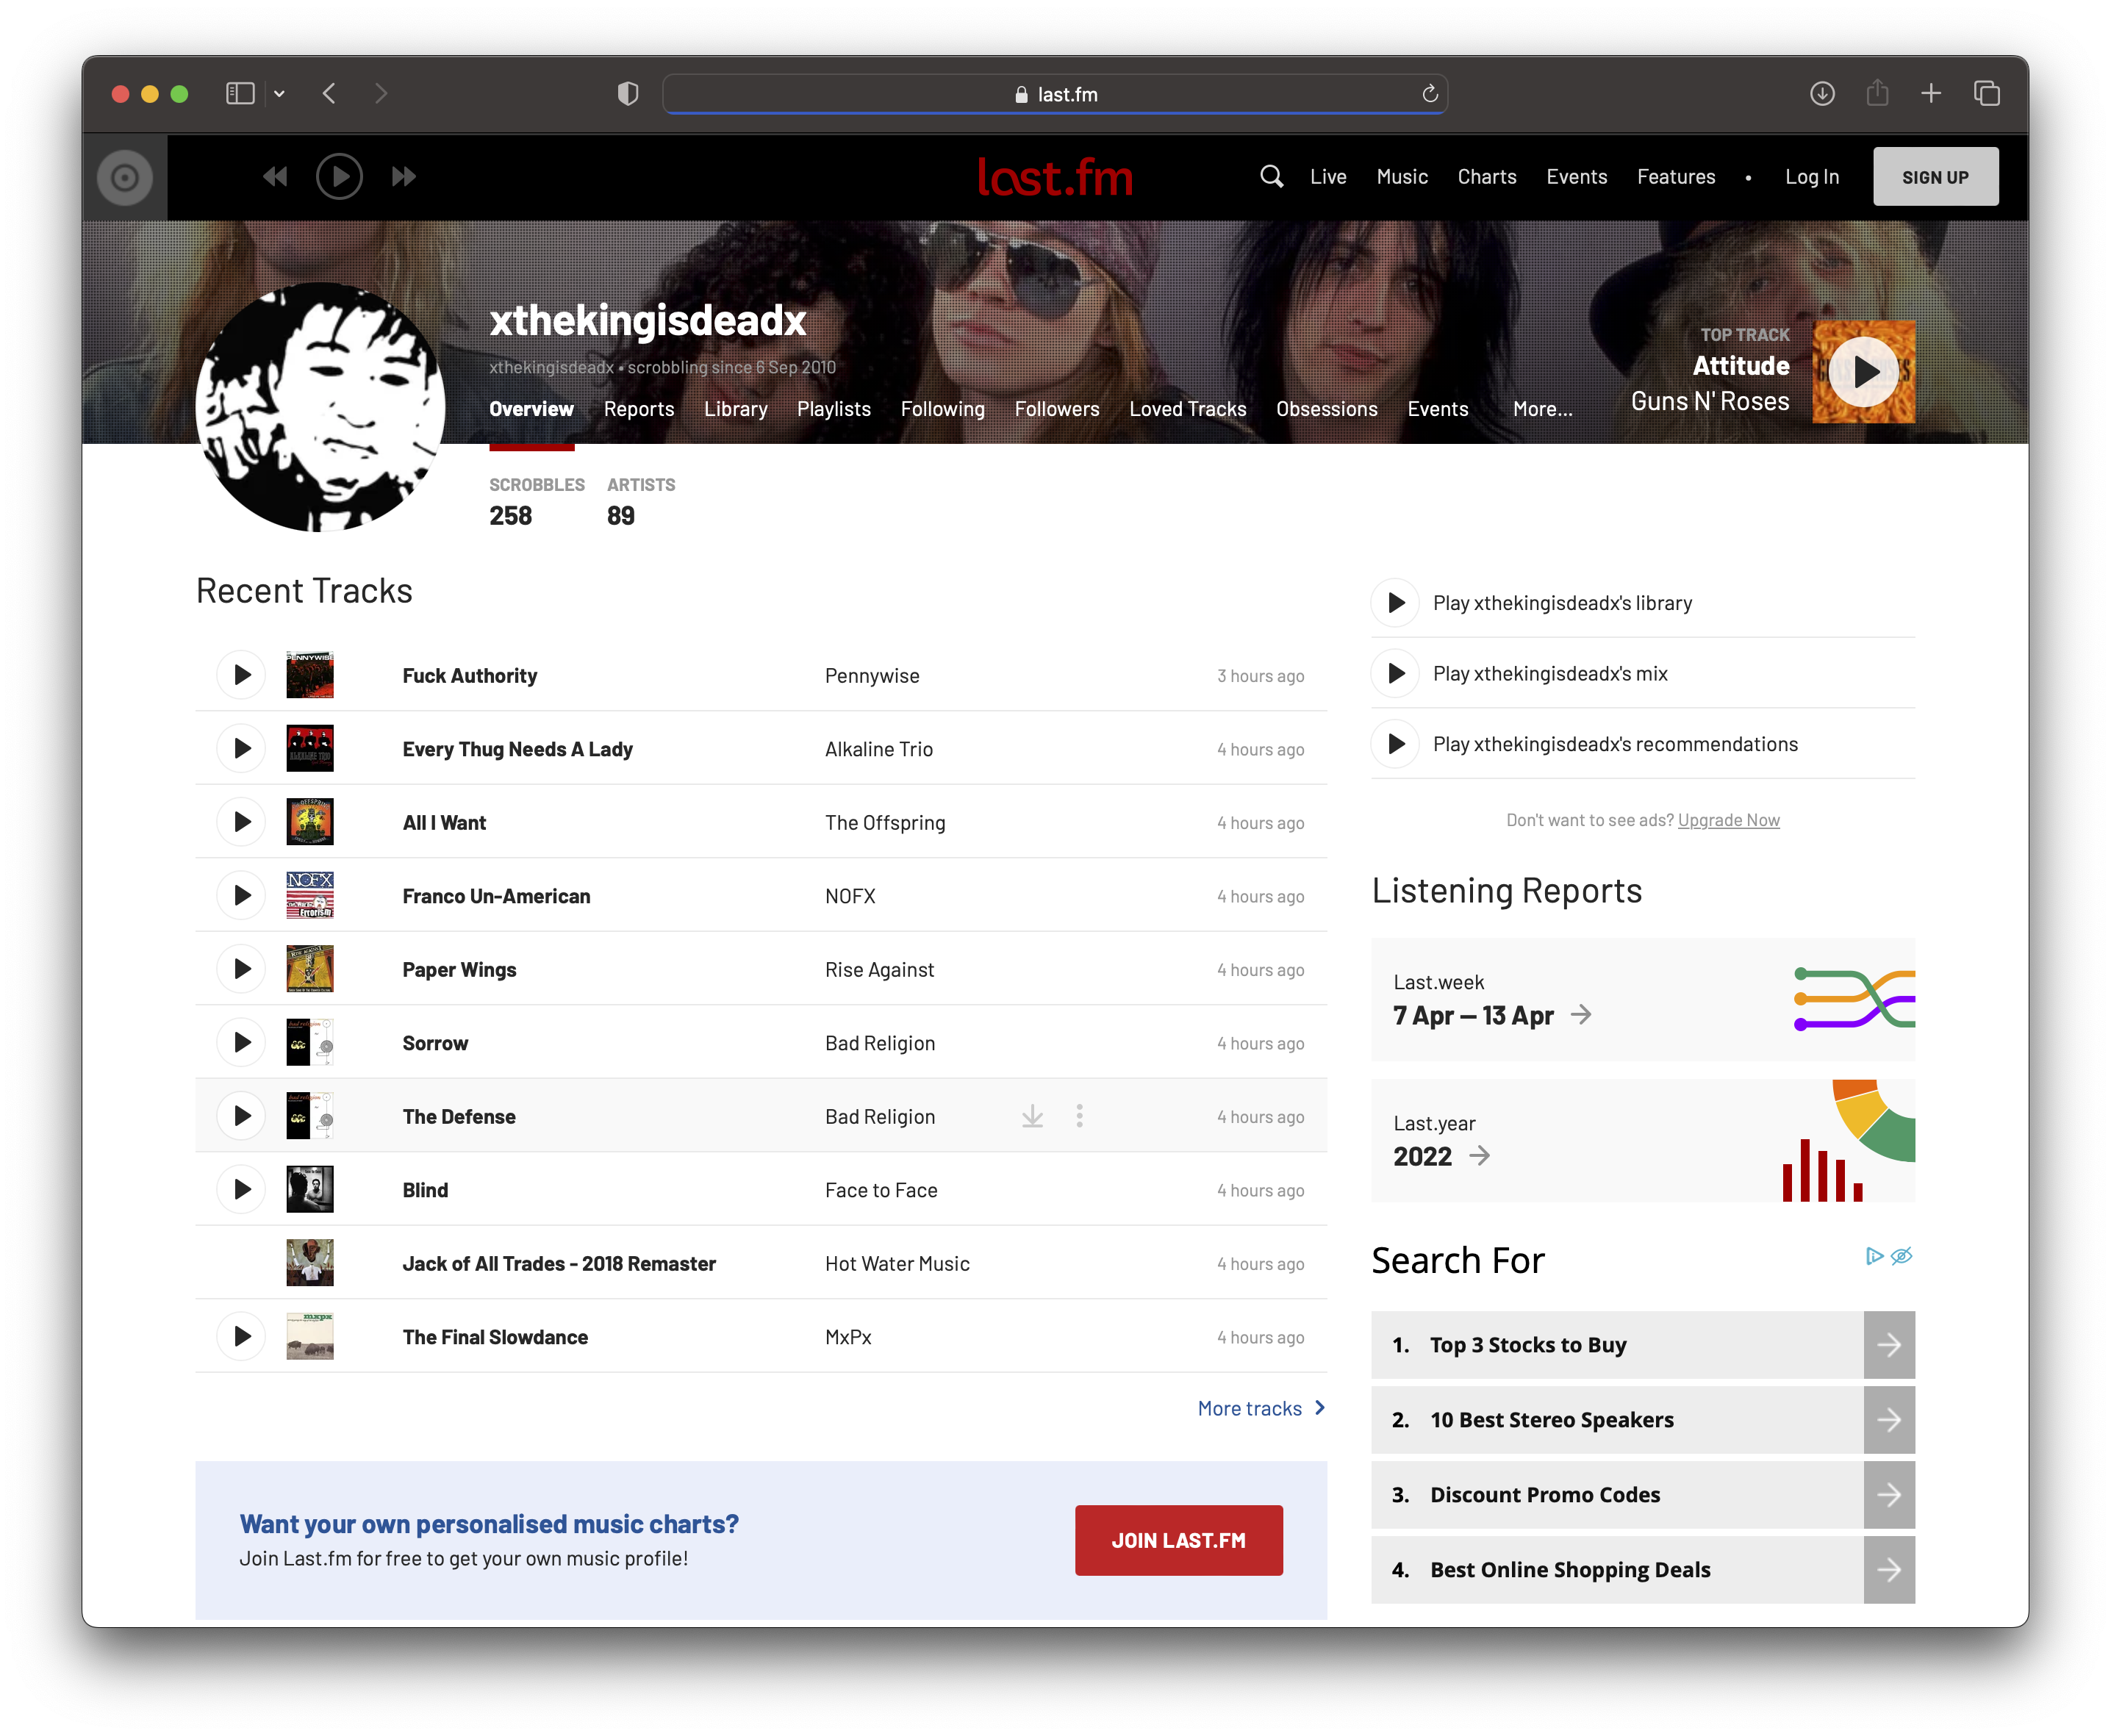 last.fm
last.fm
Live Music Charts Events Features • Log In SIGN UP
xthekingisdeadx
xthekingisdeadx • scrobbling since 6 Sep 2010
Overview Reports Library Playlists Following Followers Loved Tracks Obsessions Events More...
TOP TRACK
Attitude
Guns N' Roses
SCROBBLES ARTISTS
258 89
Recent Tracks
Fuck Authority Pennywise 3 hours ago
Every Thug Needs A Lady Alkaline Trio 4 hours ago
All I Want The Offspring 4 hours ago
Franco Un-American NOFX 4 hours ago
Paper Wings Rise Against 4 hours ago
Sorrow Bad Religion 4 hours ago
The Defense Bad Religion 4 hours ago
Blind Face to Face 4 hours ago
Jack of All Trades - 2018 Remaster Hot Water Music 4 hours ago
The Final Slowdance MxPx 4 hours ago
More tracks
Want your own personalised music charts?
Join Last.fm for free to get your own music profile!
JOIN LAST.FM
Play xthekingisdeadx's library
Play xthekingisdeadx's mix
Play xthekingisdeadx's recommendations
Don't want to see ads? Upgrade Now
Listening Reports
Last.week
7 Apr — 13 Apr
Last.year
2022
Search For
1. Top 3 Stocks to Buy
2. 10 Best Stereo Speakers
3. Discount Promo Codes
4. Best Online Shopping Deals